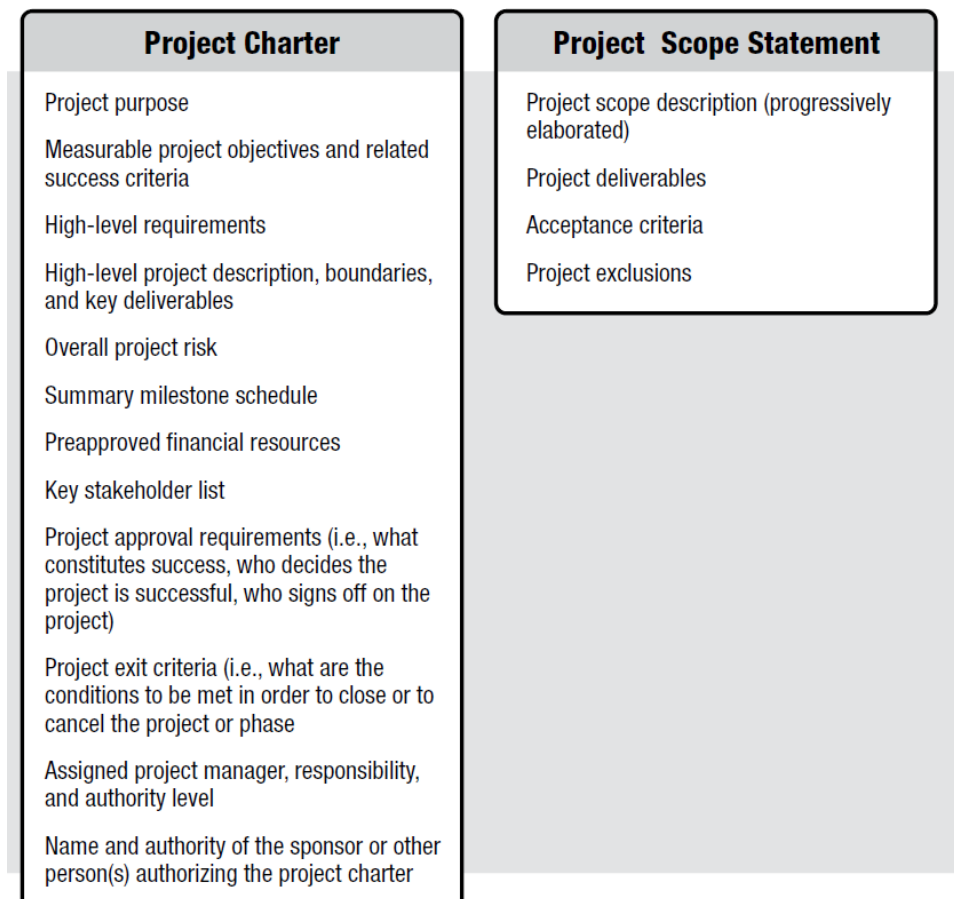 Project Charter
Project purpose
Measurable project objectives and related
success criteria
High-level requirements
High-level project description, boundaries,
and key deliverables
Overall project risk
Summary milestone schedule
Preapproved financial resources
Key stakeholder list
Project approval requirements (i.e., what
constitutes success, who decides the
project is successful, who signs off on the
project)
Project exit criteria (i.e., what are the
conditions to be met in order to close or to
cancel the project or phase
Assigned project manager, responsibility,
and authority level
Name and authority of the sponsor or other
person(s) authorizing the project charter
Project Scope Statement
Project scope description (progressively
elaborated)
Project deliverables
Acceptance criteria
Project exclusions